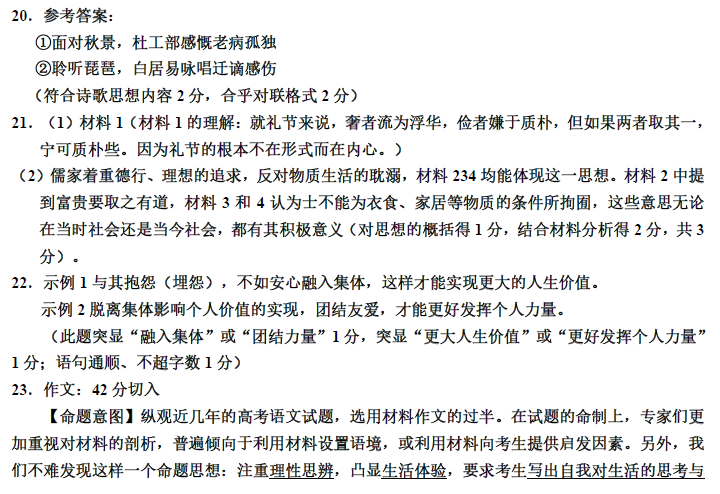 20．参考答案：
①面对秋景，杜工部感慨老病孤独
②聆听琵琶，白居易咏唱迁谪感伤
（符合诗歌思想内容 2 分，合乎对联格式 2 分）
21．（1）材料 1（材料 1 的理解：就礼节来说，奢者流为浮华，俭者嫌于质朴，但如果两者取其一，
宁可质朴些。因为礼节的根本不在形式而在内心。）
（2）儒家着重德行、理想的追求，反对物质生活的耽溺，材料 234 均能体现这一思想。材料 2 中提
到富贵要取之有道，材料 3 和 4 认为士不能为衣食、家居等物质的条件所拘囿，这些意思无论
在当时社会还是当今社会，都有其积极意义（对思想的概括得 1 分，结合材料分析得 2 分，共 3
分）。
22．示例 1 与其抱怨（埋怨），不如安心融入集体，这样才能实现更大的人生价值。
示例 2 脱离集体影响个人价值的实现，团结友爱，才能更好发挥个人力量。
（此题突显“融入集体”或“团结力量”1 分，突显“更大人生价值”或“更好发挥个人力量”
1 分；语句通顺、不超字数 1 分）
23．作文：42 分切入
【命题意图】纵观近几年的高考语文试题，选用材料作文的过半。在试题的命制上，专家们更
加重视对材料的剖析，普遍倾向于利用材料设置语境，或利用材料向考生提供启发因素。另外，我
们不难发现这样一个命题思想：注重理性思辨，凸显生活体验，要求考生写出自我对生活的思考与